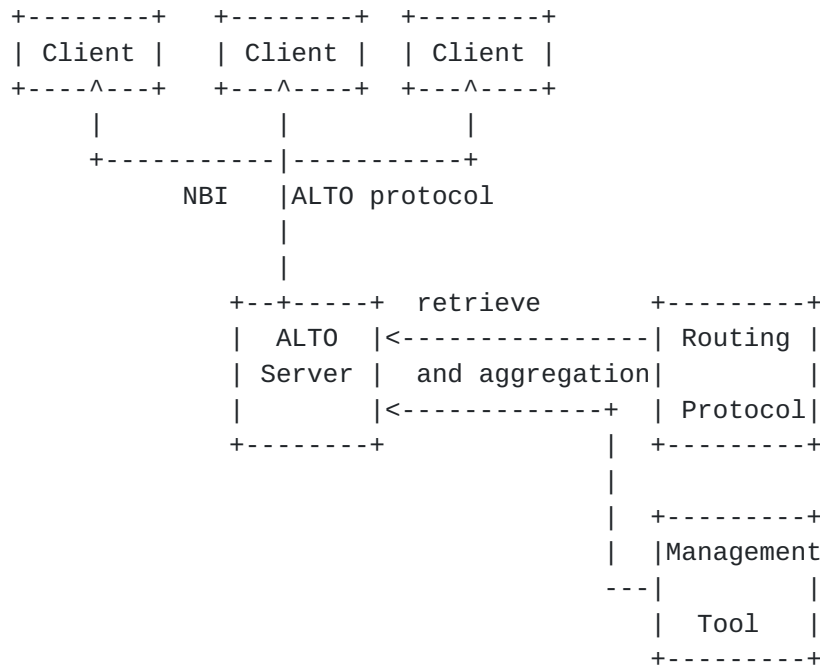 Client Client Client
NBI ALTO protocol
ALTO retrieve Routing
Server and aggregation
Protocol
Management
Tool